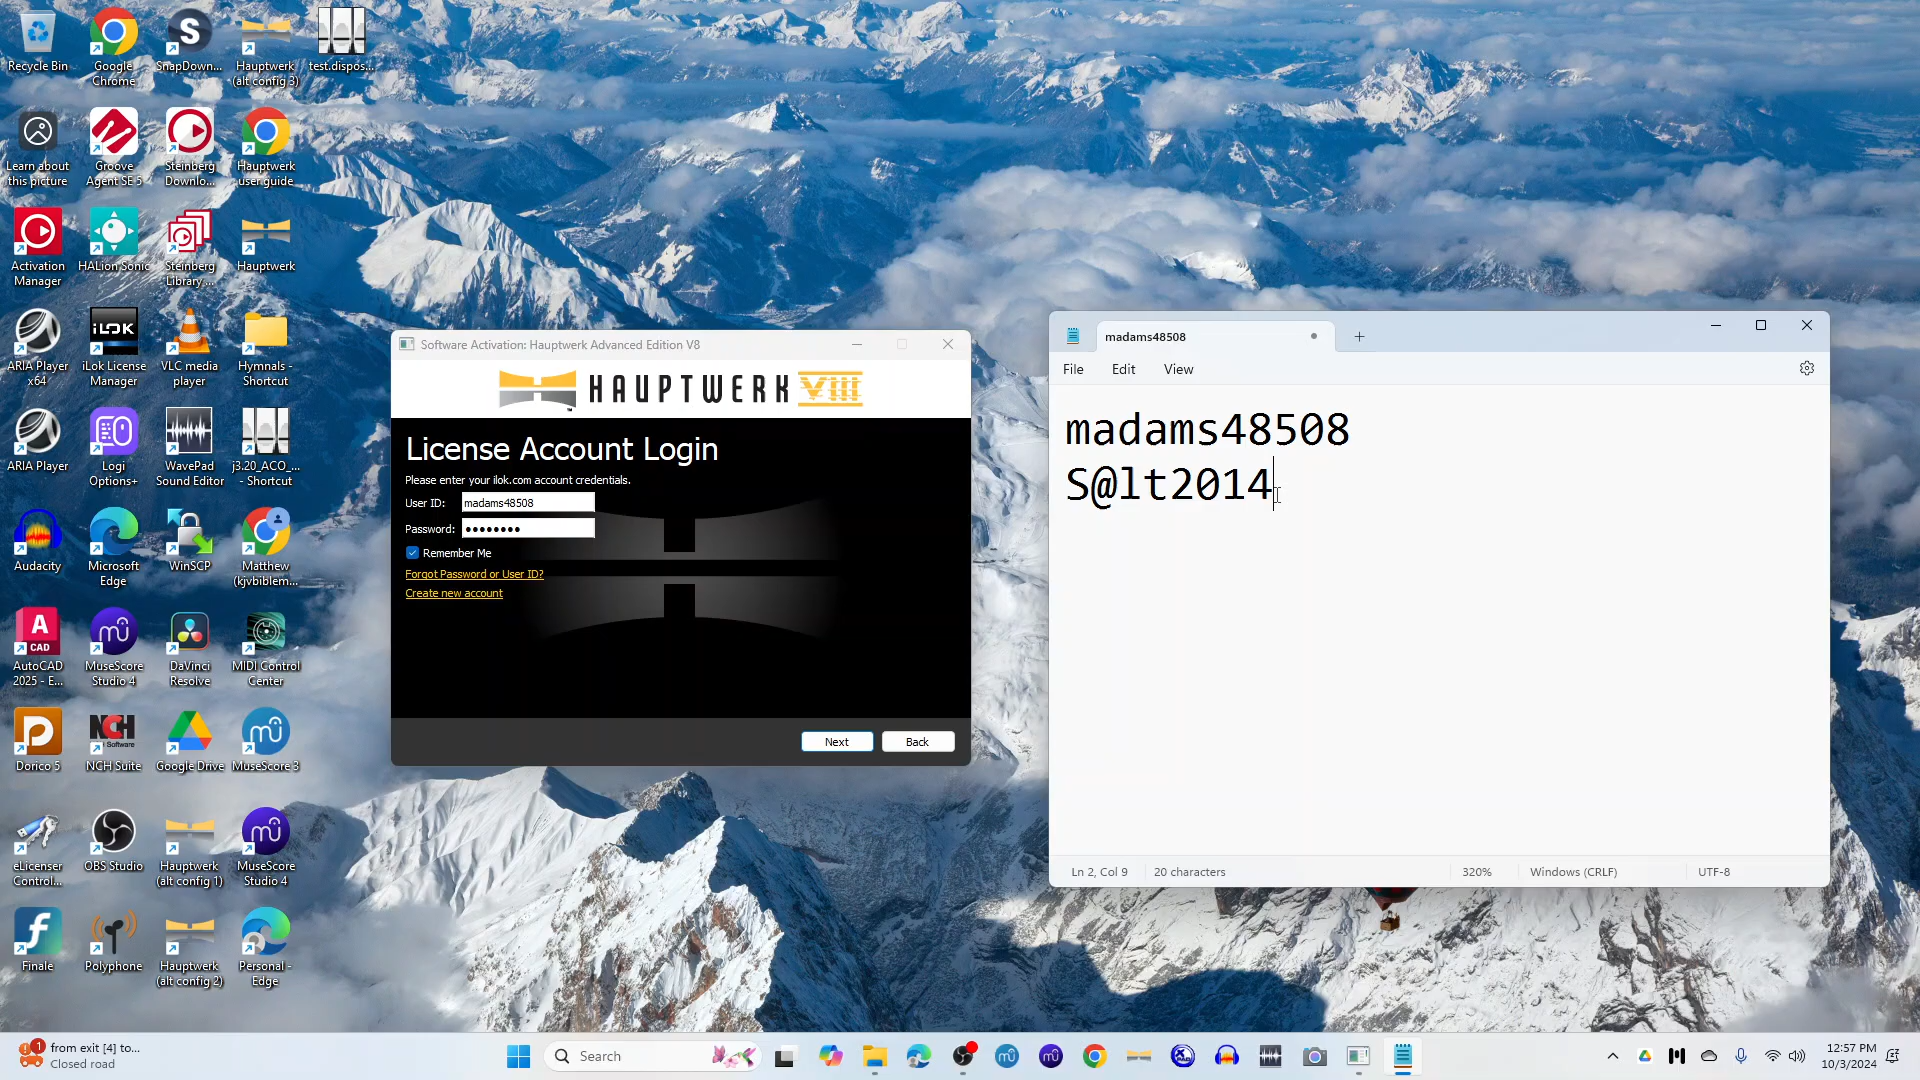 Recycle Bin
Google
Chrome
SnapDown...
Hauptwerk
(alt config 3)
test.dispos...
Learn about
this picture
Groove
Agent SE 5
Steinberg
Downlo...
Hauptwerk
user guide
Activation
Manager
HALion Sonic
Steinberg
Library ...
Hauptwerk
ARIA Player
x64
iLOK
iLok License
Manager
VLC media
player
Hymnals -
Shortcut
ARIA Player
Logi
Options+
WavePad
Sound Editor
j3.20_ACO_...
- Shortcut
Audacity
Microsoft
Edge
WinSCP
Matthew
(kjvbiblem...
A
CAD
AutoCAD
2025 - E...
MuseScore
Studio 4
DaVinci
Resolve
MIDI Control
Center
Dorico 5
NCH
Software
NCH Suite
Google Drive
MuseScore 3
eLicenser
Control...
OBS Studio
Hauptwerk
(alt config 1)
MuseScore
Studio 4
Finale
Polyphone
Hauptwerk
(alt config 2)
Personal -
Edge
Software Activation: Hauptwerk Advanced Edition V8
HAUPTWERK VIII
™
License Account Login
Please enter your ilok.com account credentials.
User ID: madams48508
Password: ●●●●●●●●
Remember Me
Forgot Password or User ID?
Create new account
Next Back
madams48508
File Edit View
madams48508
S@lt2014
Ln 2, Col 9 20 characters 320% Windows (CRLF) UTF-8
1
from exit [4] to...
Closed road
Search
12:57 PM
10/3/2024